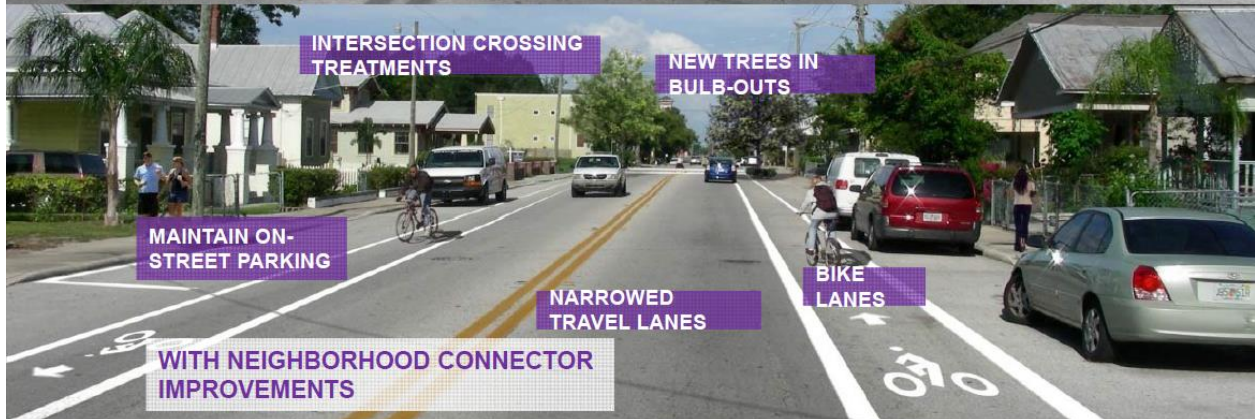 INTERSECTION CROSSING
TREATMENTS
NEW TREES IN
BULB-OUTS
MAINTAIN ON-
STREET PARKING
BIKE
LANES
NARROWED
TRAVEL LANES
WITH NEIGHBORHOOD CONNECTOR
IMPROVEMENTS